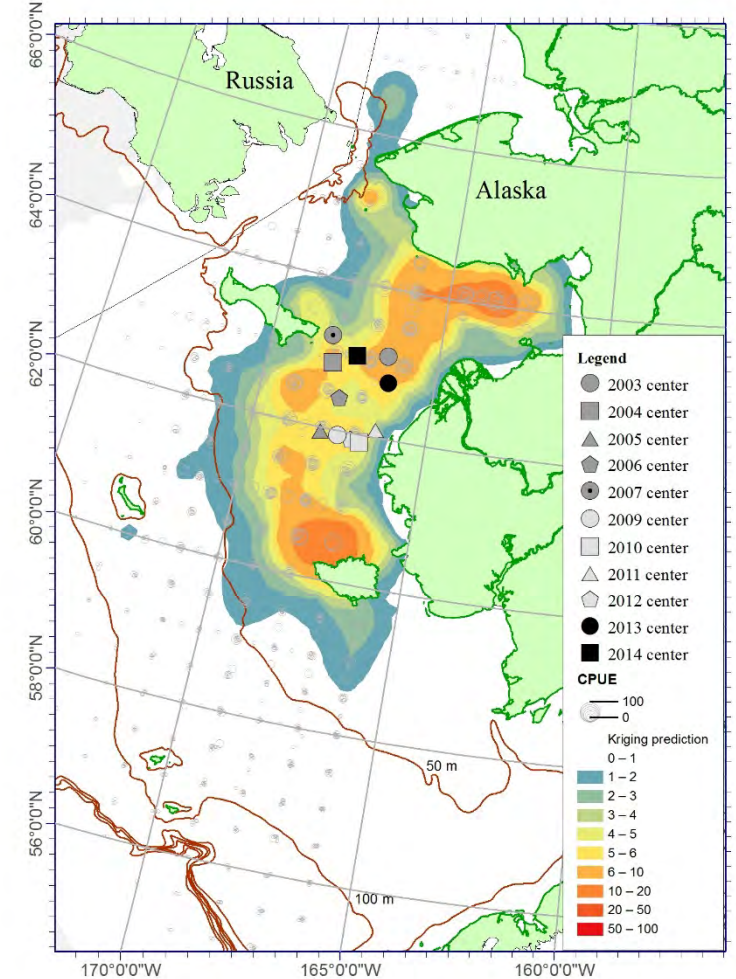 66°0'0"N
64°0'0"N
62°0'0"N
60°0'0"N
58°0'0"N
56°0'0"N
Russia
Alaska
Legend
2003 center
2004 center
2005 center
2006 center
2007 center
2009 center
2010 center
2011 center
2012 center
2013 center
2014 center
CPUE
100
0
Kriging prediction
0 – 1
1 – 2
2 – 3
3 – 4
4 – 5
5 – 6
6 – 10
10 – 20
20 – 50
50 – 100
50 m
100 m
170°0'0"W
165°0'0"W
160°0'0"W